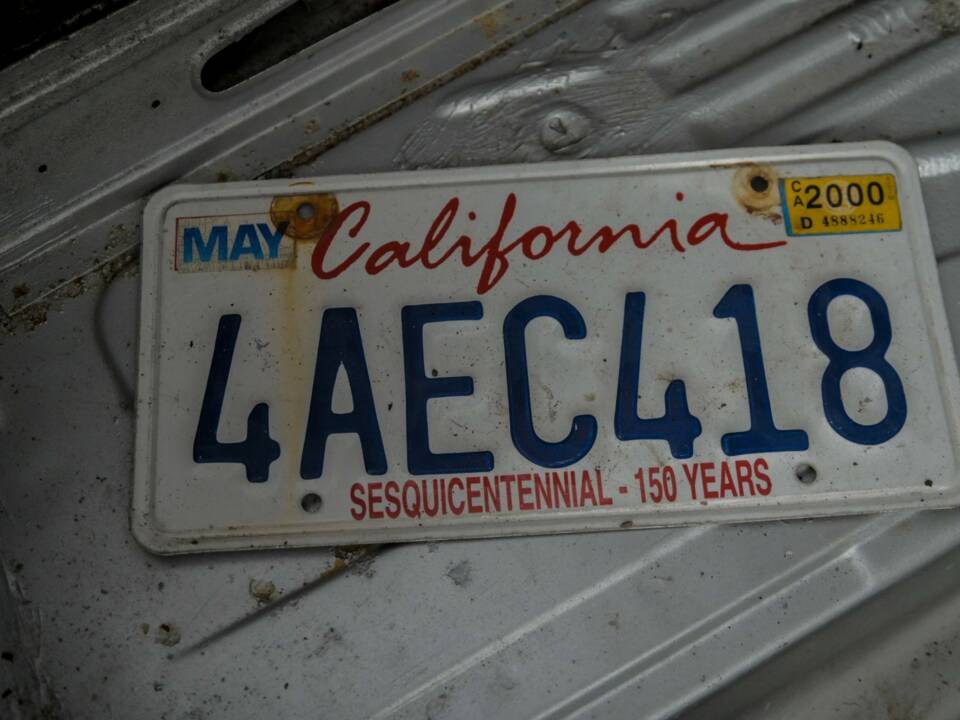 MAY California CA 2000
D 4888246
4AEC418
SESQUICENTENNIAL - 150 YEARS